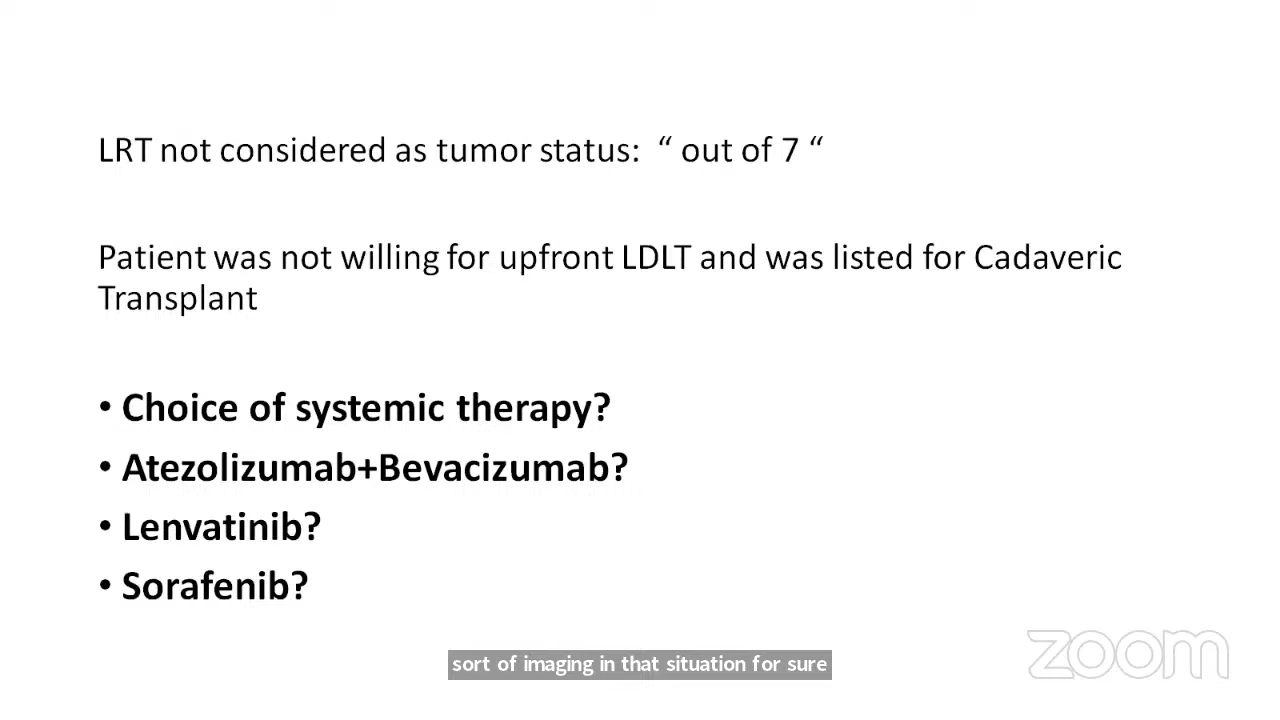 LRT not considered as tumor status:  “ out of 7 “
Patient was not willing for upfront LDLT and was listed for Cadaveric
Transplant
• Choice of systemic therapy?
• Atezolizumab+Bevacizumab?
• Lenvatinib?
• Sorafenib?
zoom
sort of imaging in that situation for sure